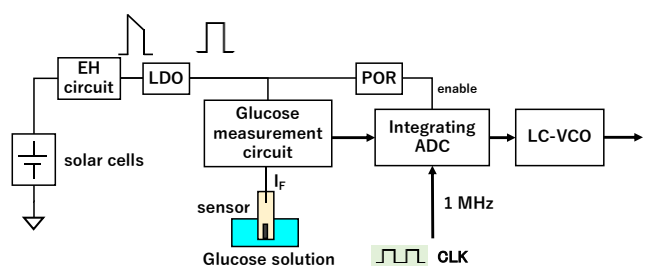 EH
circuit
LDO
POR
enable
Glucose
measurement
circuit
Integrating
ADC
LC-VCO
solar cells
IF
sensor
1 MHz
Glucose solution
CLK